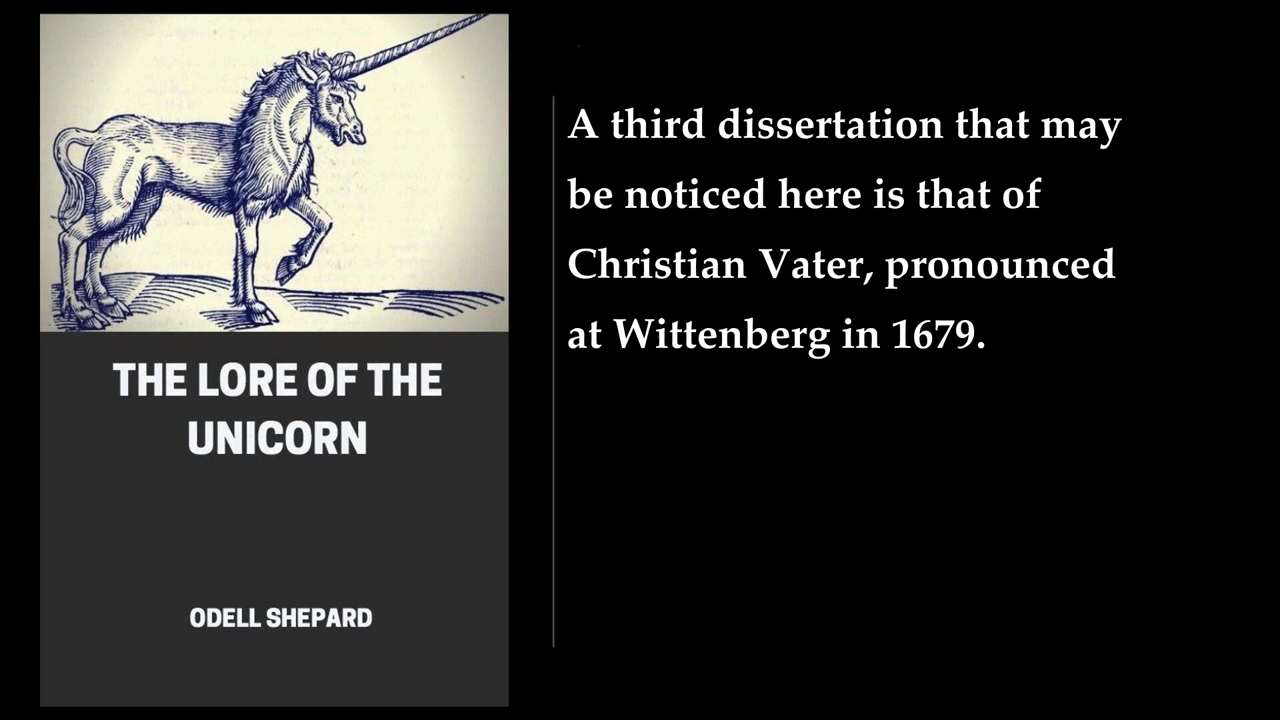 THE LORE OF THE
UNICORN
ODELL SHEPARD
A third dissertation that may
be noticed here is that of
Christian Vater, pronounced
at Wittenberg in 1679.